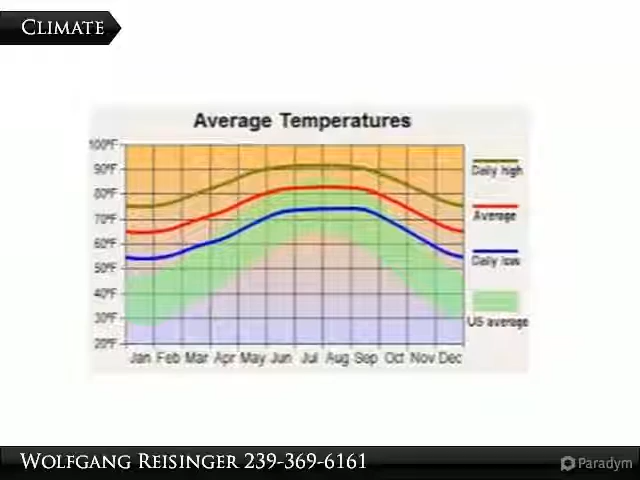 CLIMATE
Average Temperatures
100°F
90°F
80°F
70°F
60°F
50°F
40°F
30°F
20°F
Jan Feb Mar Apr May Jun Jul Aug Sep Oct Nov Dec
Daily high
Average
Daily low
US average
WOLFGANG REISINGER 239-369-6161
Paradym